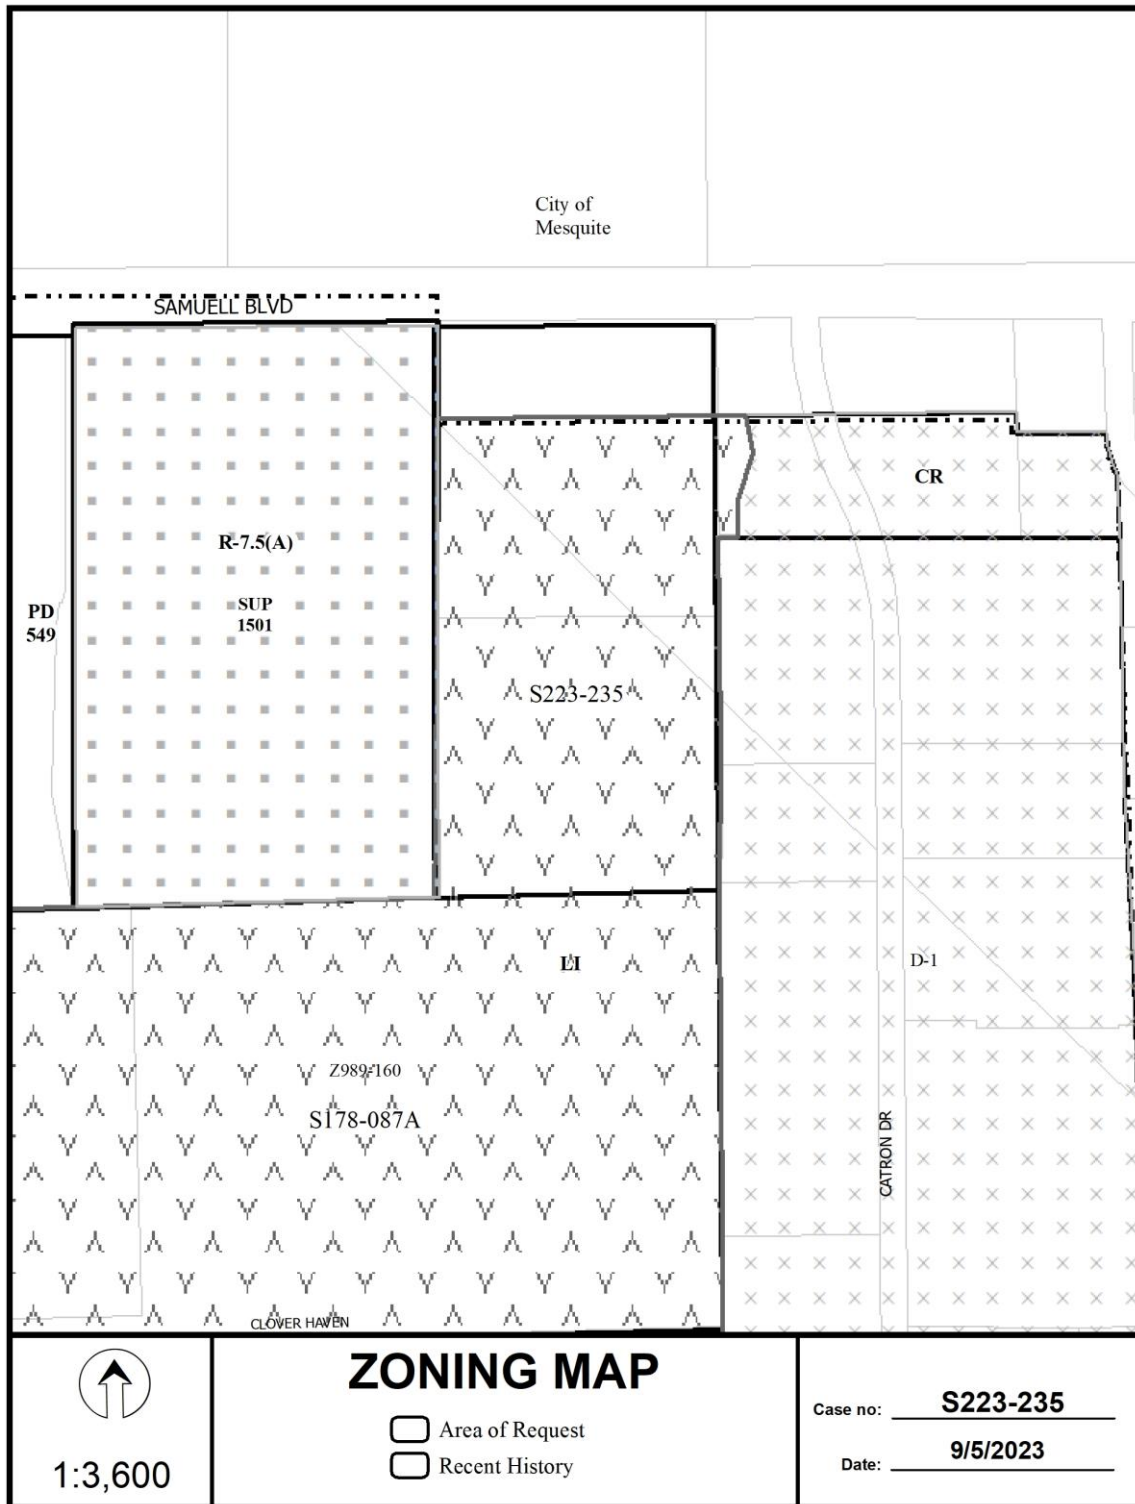 City of
Mesquite
SAMUELL BLVD
CR
R-7.5(A)
SUP
1501
PD
549
S223-235
LI
D-1
Z989-160
S178-087A
CATRON DR
CLOVER HAVEN
ZONING MAP
Area of Request
Recent History
1:3,600
Case no: S223-235
Date: 9/5/2023